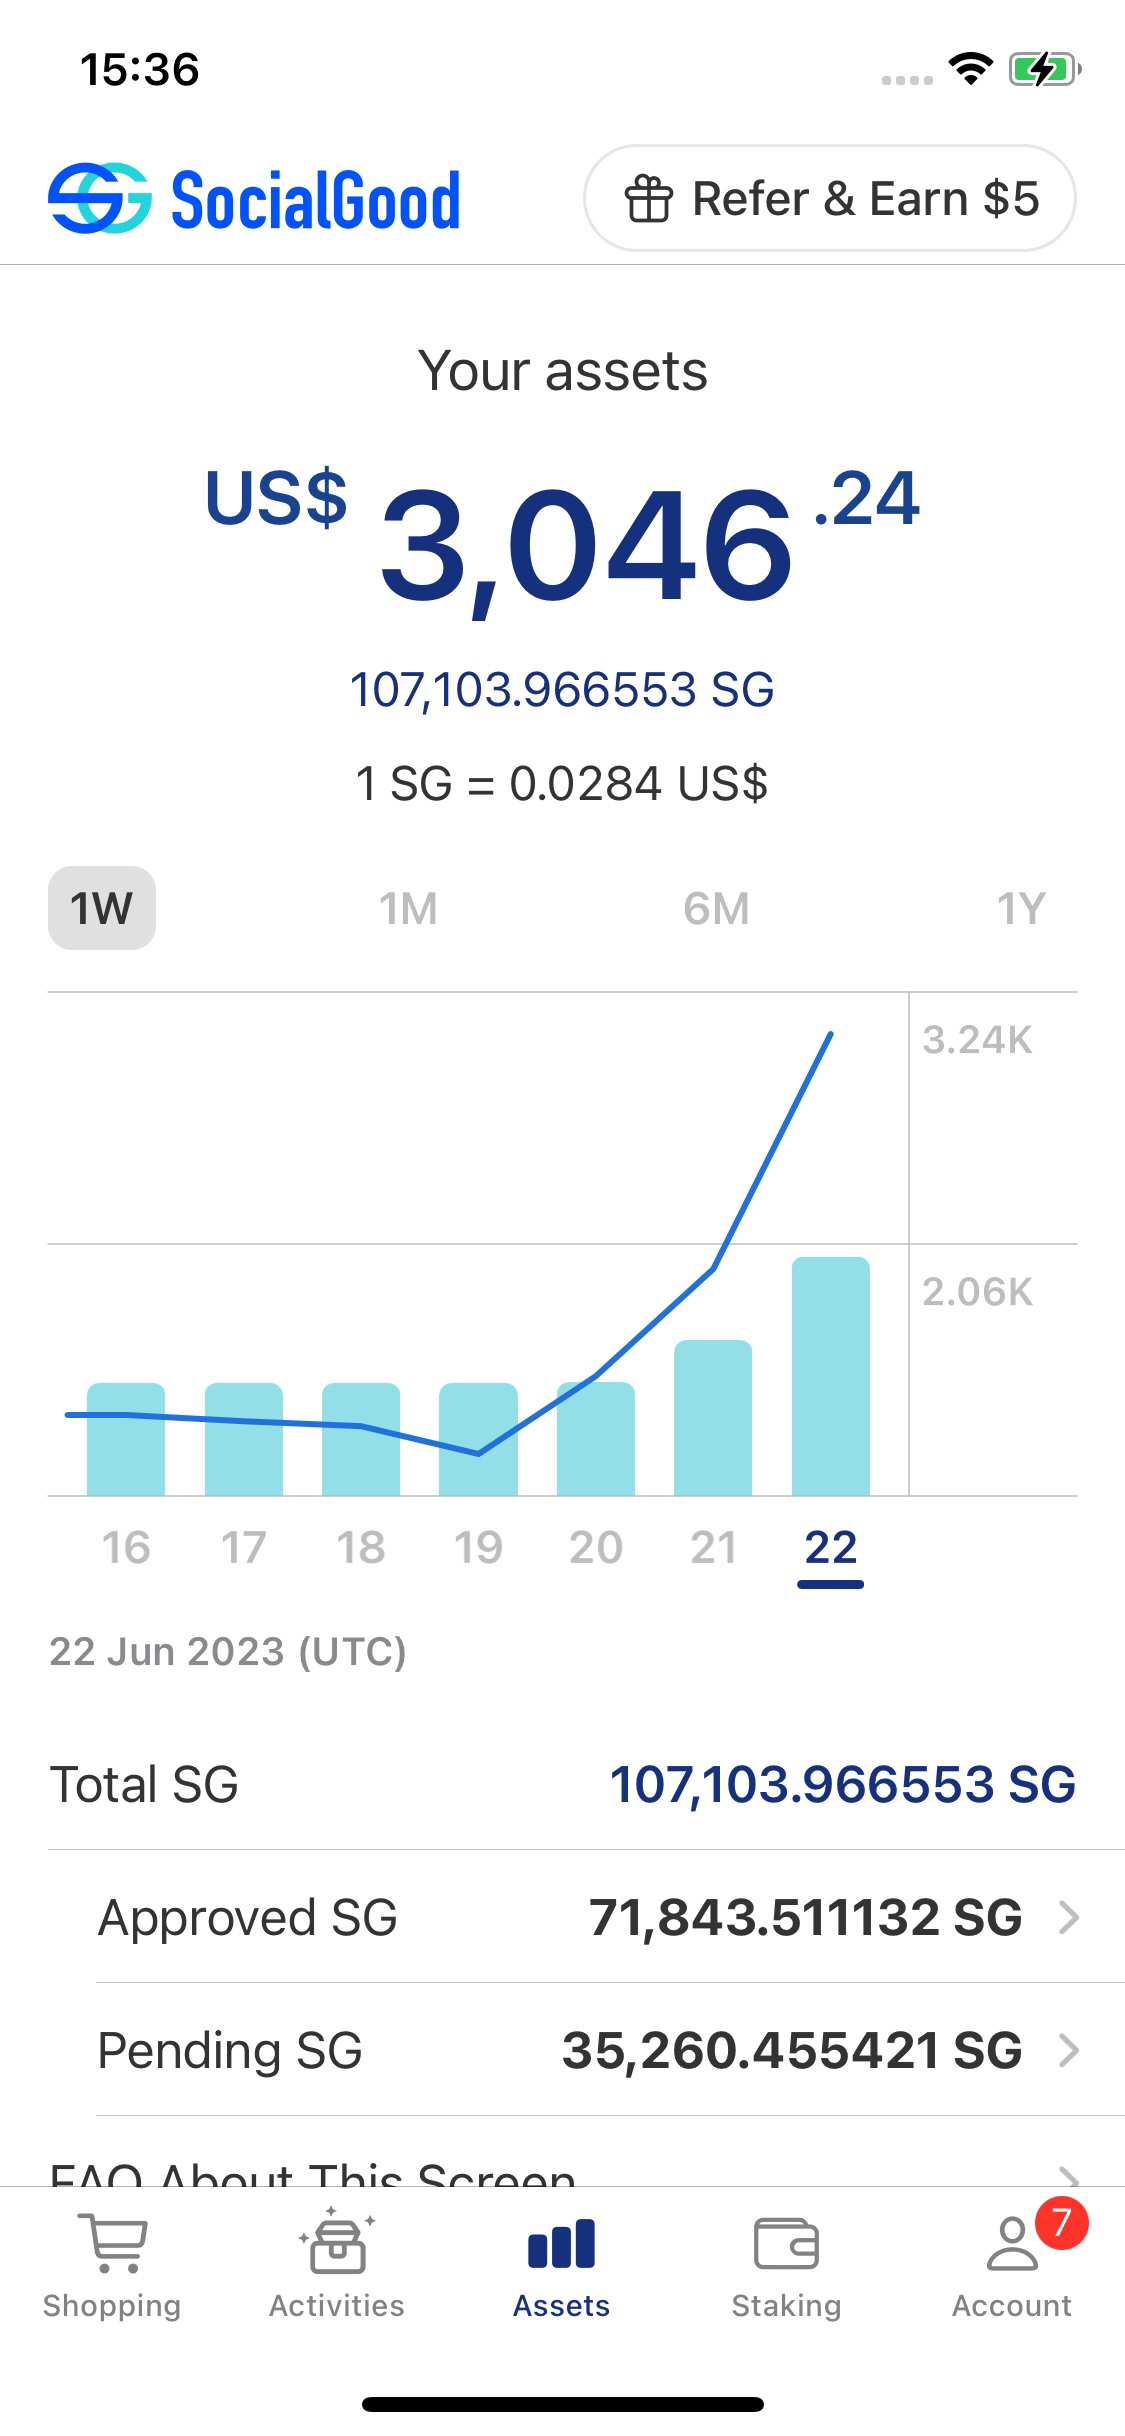 15:36
SocialGood
Refer & Earn $5
Your assets
US$ 3,046.24
107,103.966553 SG
1 SG = 0.0284 US$
1W 1M 6M 1Y
3.24K
2.06K
16 17 18 19 20 21 22
22 Jun 2023 (UTC)
Total SG 107,103.966553 SG
Approved SG 71,843.511132 SG
Pending SG 35,260.455421 SG
FAQ About This Screen
7
Shopping Activities Assets Staking Account